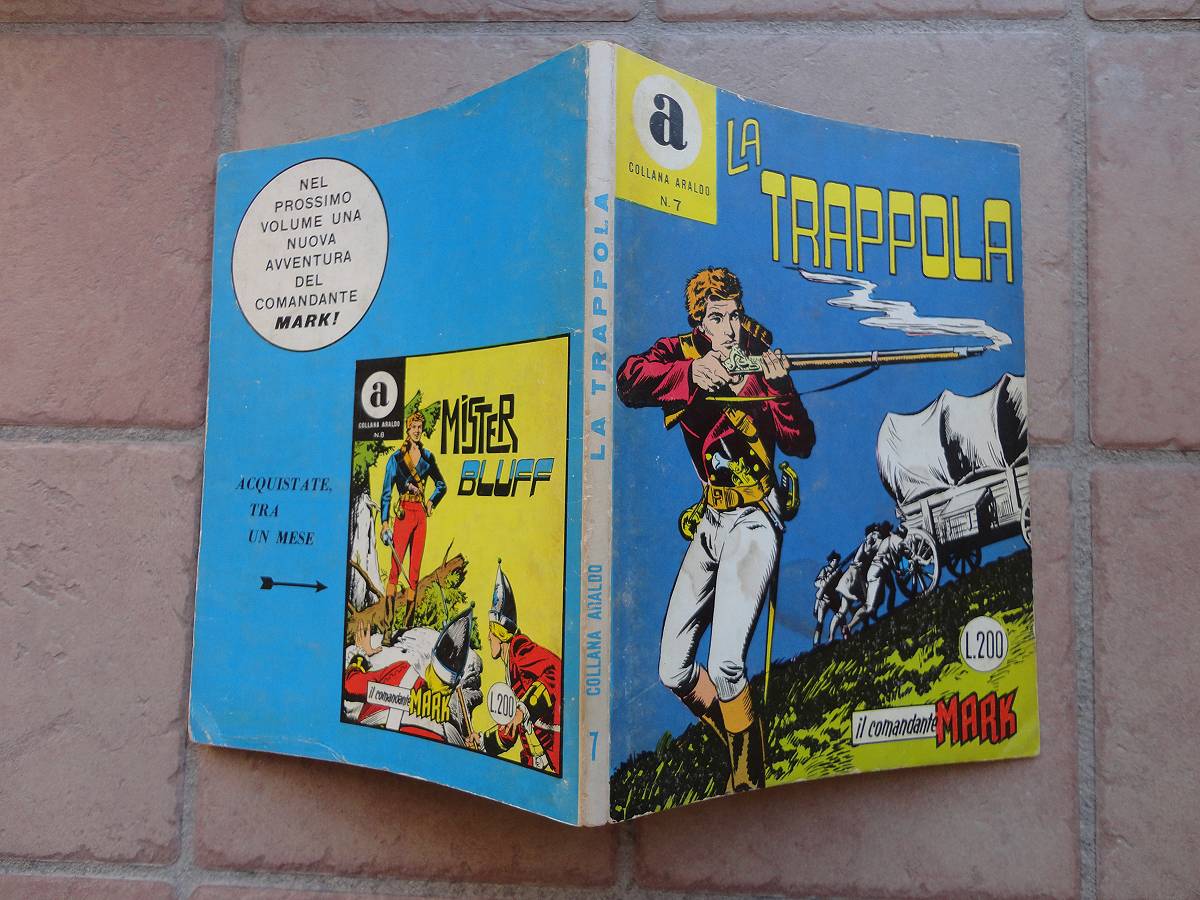 NEL
PROSSIMO
VOLUME UNA
NUOVA
AVVENTURA
DEL
COMANDANTE
MARK!
ACQUISTATE,
TRA
UN MESE
a
COLLANA ARALDO
N.8
MISTER
BLUFF
il comandante
MARK
L.200
LA TRAPPOLA
COLLANA ARALDO
7
a
COLLANA ARALDO
N.7
LA
TRAPPOLA
L.200
il comandante
MARK